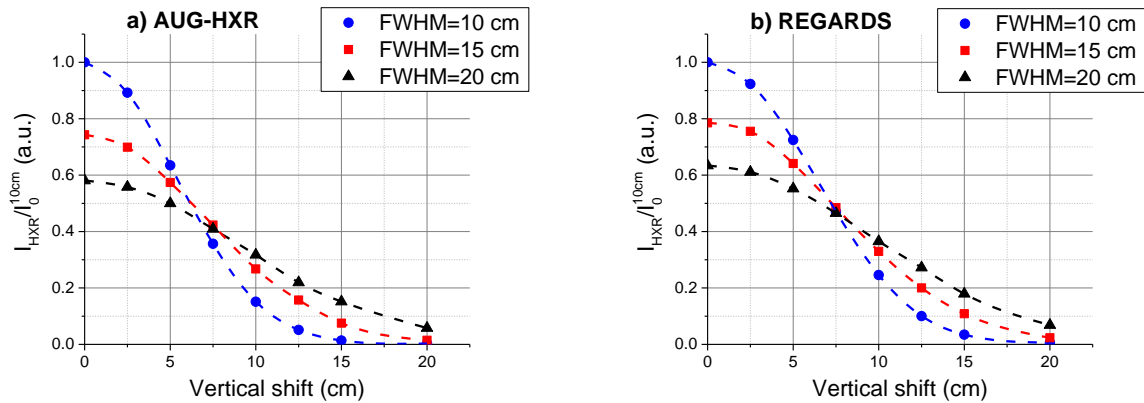 a) AUG-HXR
FWHM=10 cm
FWHM=15 cm
FWHM=20 cm
1.0
0.8
0.6
0.4
0.2
0.0
I_HXR/I_0^10cm (a.u.)
0 5 10 15 20
Vertical shift (cm)
b) REGARDS
FWHM=10 cm
FWHM=15 cm
FWHM=20 cm
1.0
0.8
0.6
0.4
0.2
0.0
I_HXR/I_0^10cm (a.u.)
0 5 10 15 20
Vertical shift (cm)